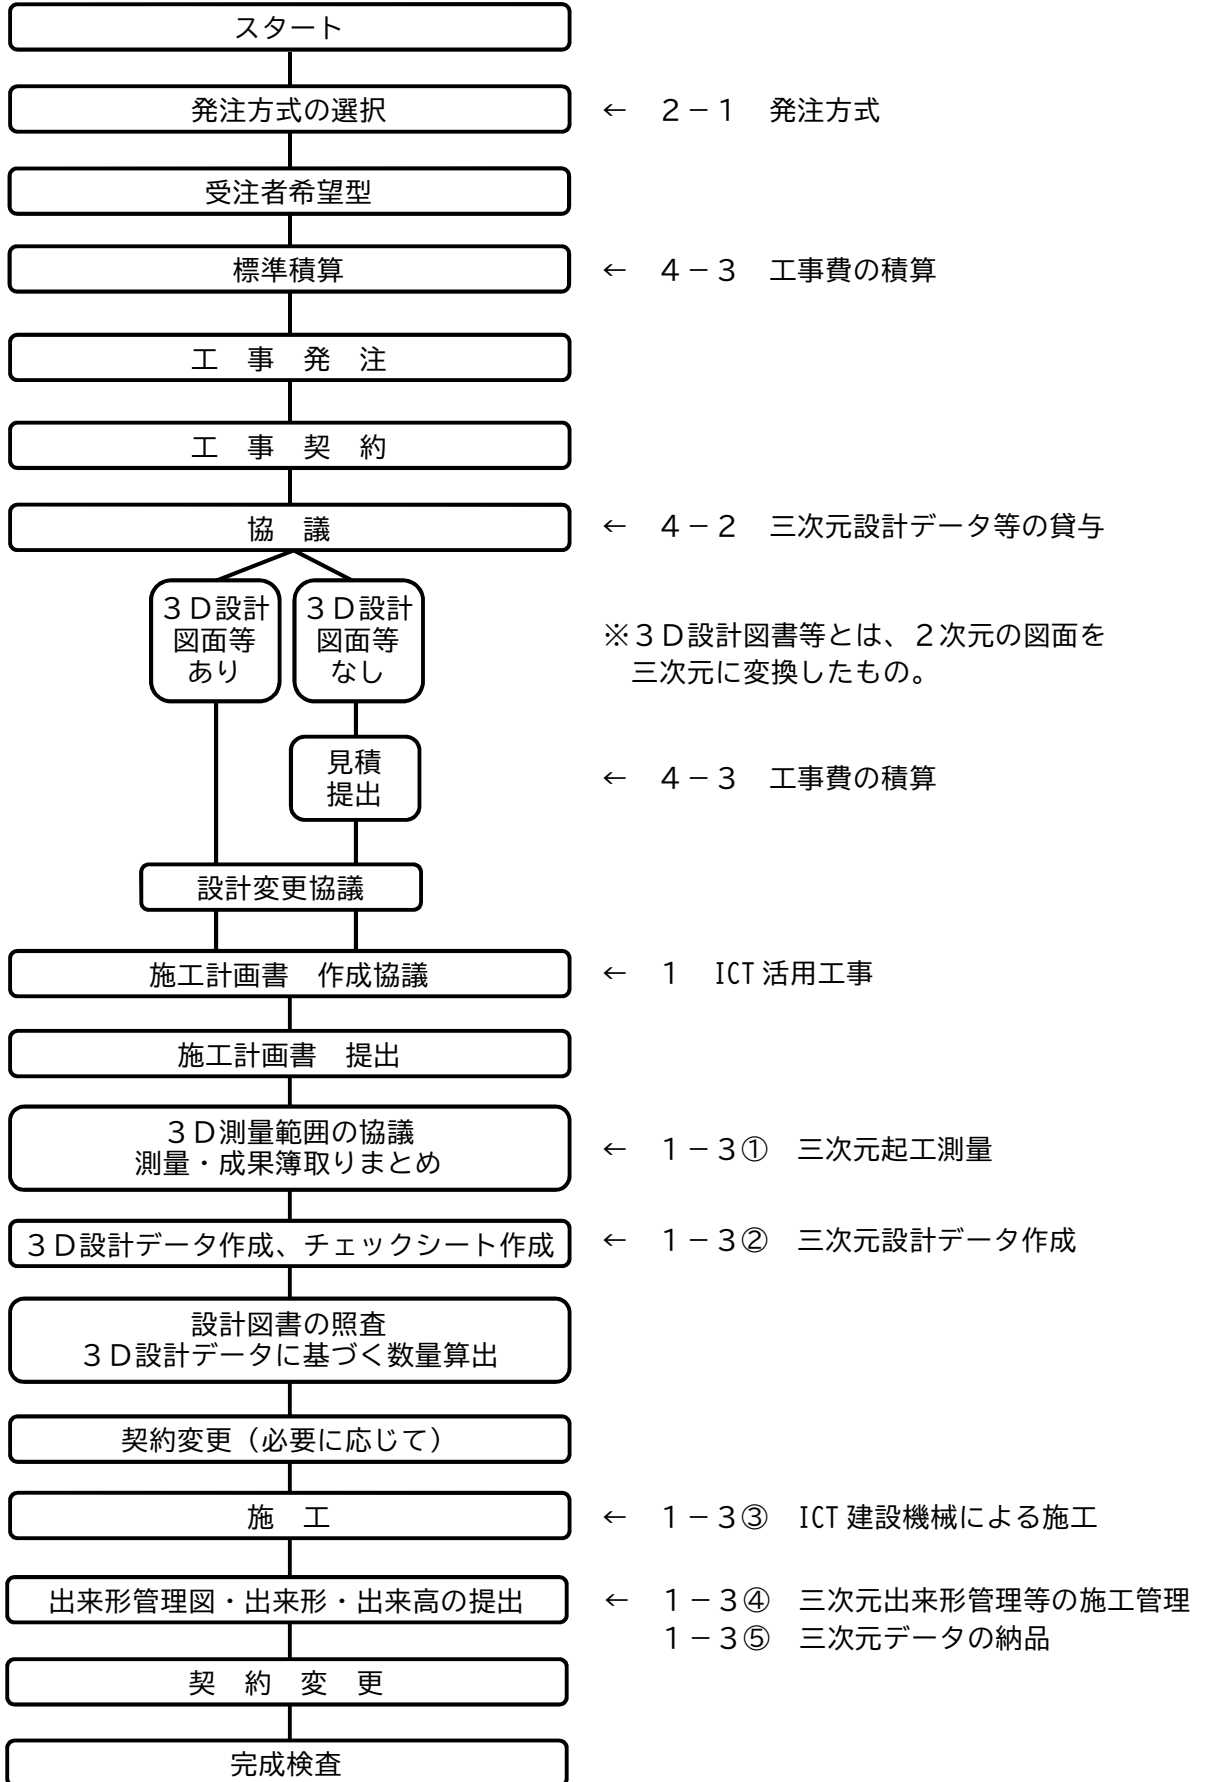 スタート
発注方式の選択
← ２－１　発注方式
受注者希望型
標準積算
← ４－３　工事費の積算
工　事　発　注
工　事　契　約
協　議
← ４－２　三次元設計データ等の貸与
３Ｄ設計
図面等
あり
３Ｄ設計
図面等
なし
※３Ｄ設計図書等とは、２次元の図面を
三次元に変換したもの。
見積
提出
← ４－３　工事費の積算
設計変更協議
施工計画書　作成協議
← １　ICT 活用工事
施工計画書　提出
３Ｄ測量範囲の協議
測量・成果簿取りまとめ
← １－３①　三次元起工測量
３Ｄ設計データ作成、チェックシート作成
← １－３②　三次元設計データ作成
設計図書の照査
３Ｄ設計データに基づく数量算出
契約変更（必要に応じて）
施　工
← １－３③　ICT 建設機械による施工
出来形管理図・出来形・出来高の提出
← １－３④　三次元出来形管理等の施工管理
１－３⑤　三次元データの納品
契　約　変　更
完成検査